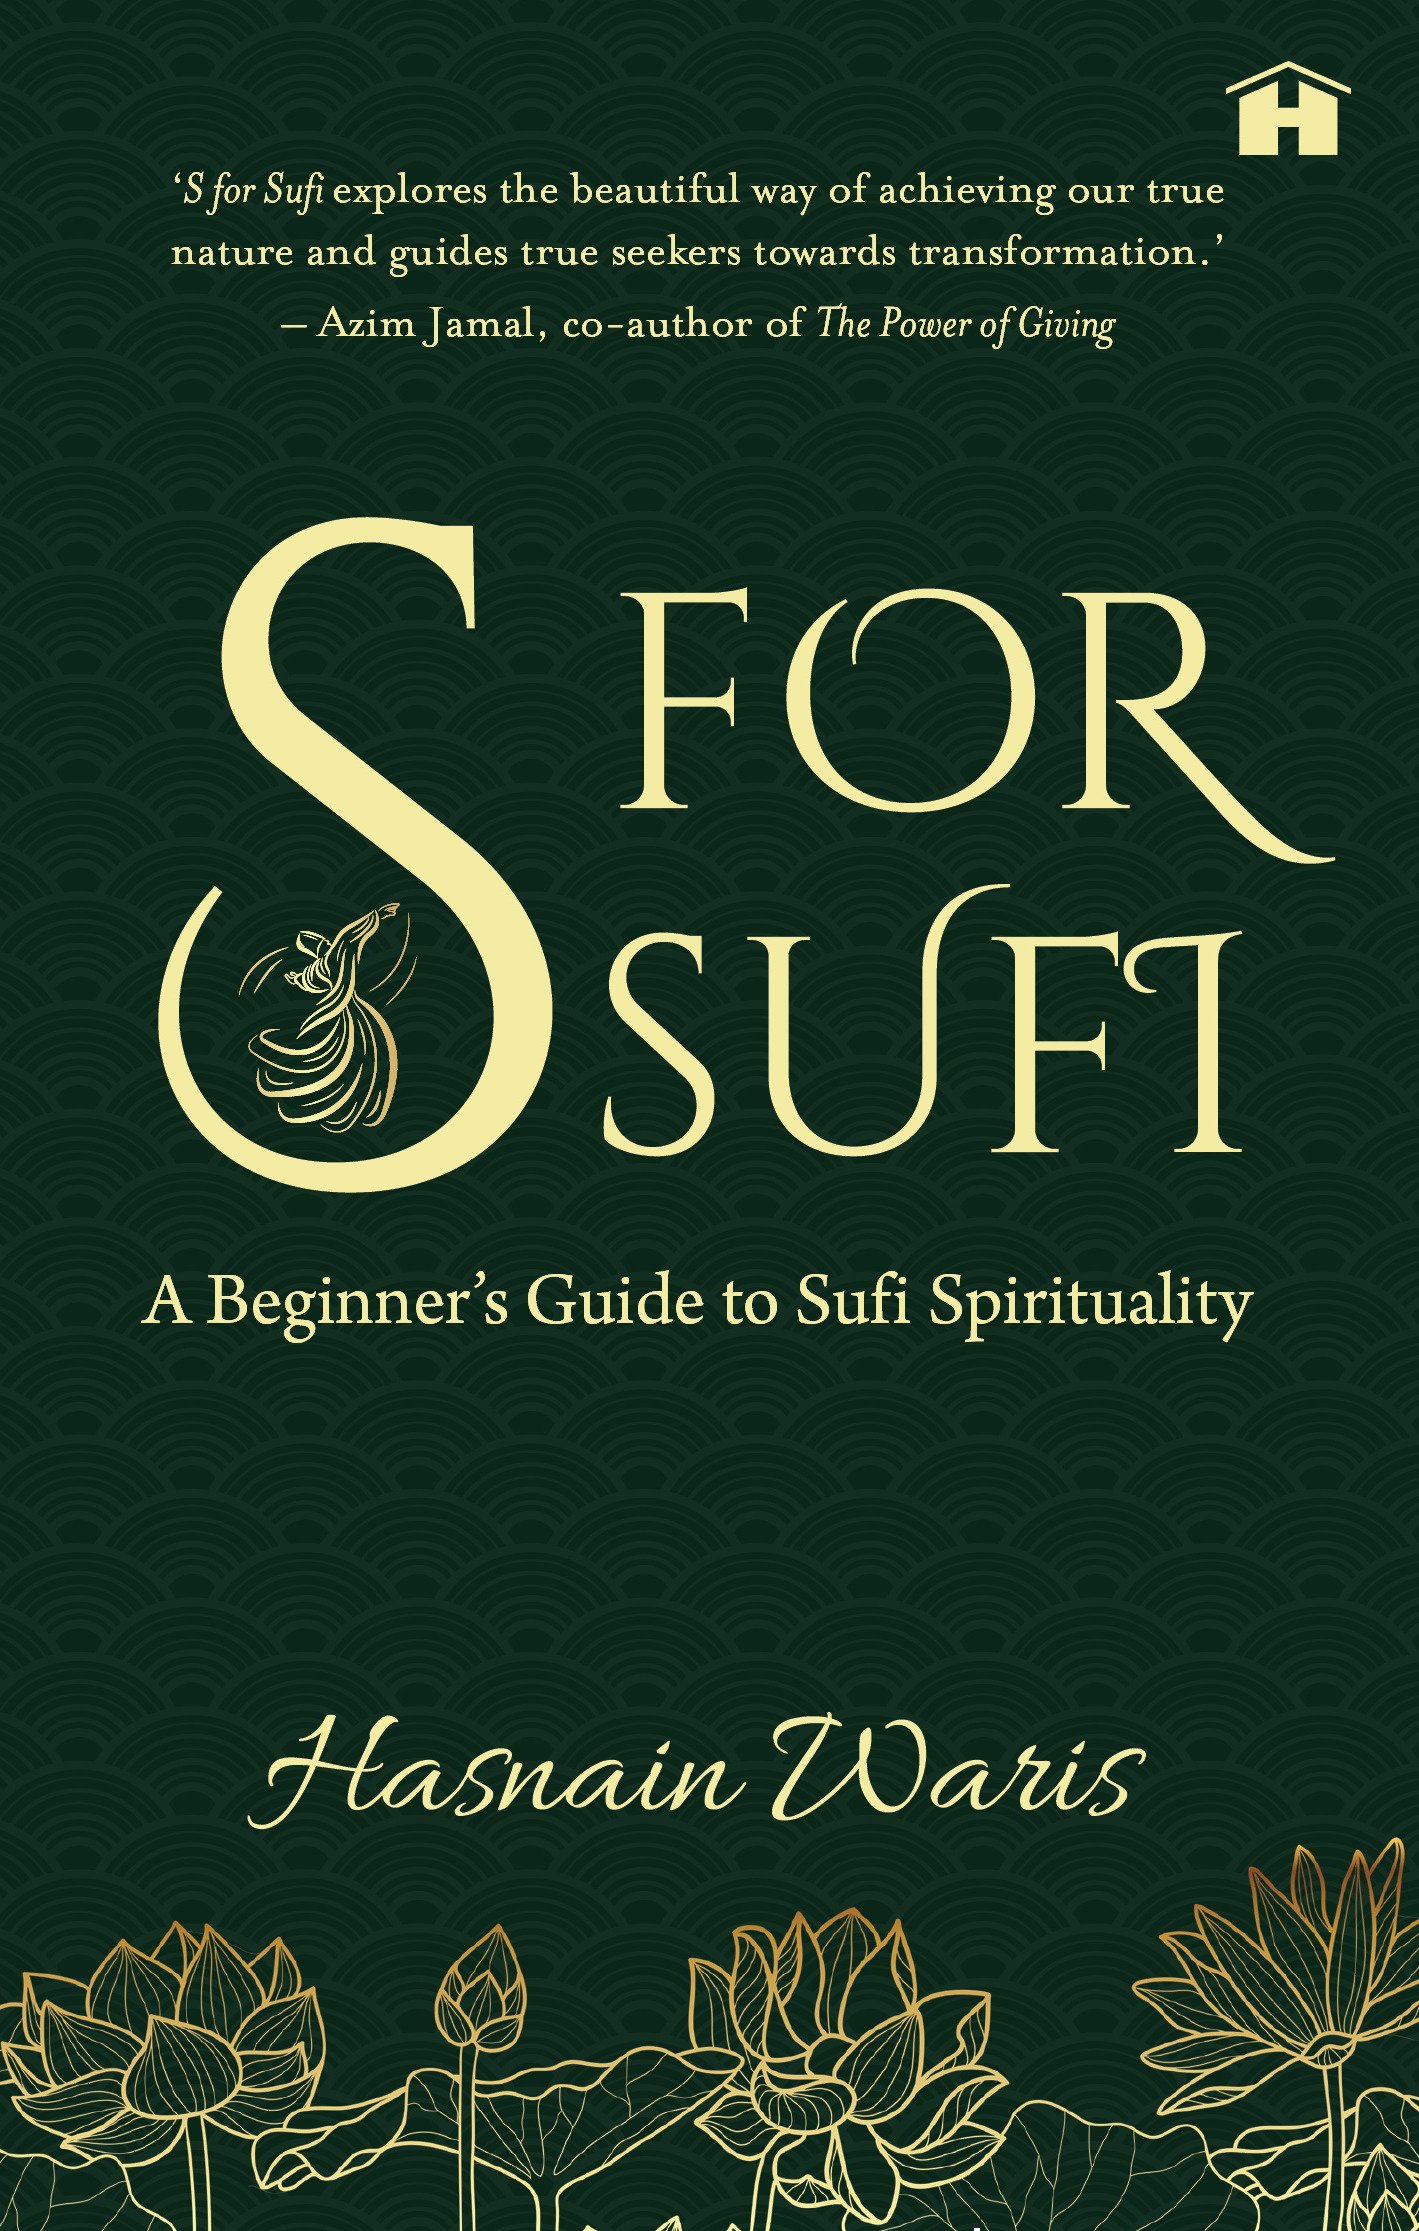 H
‘S for Sufi explores the beautiful way of achieving our true
nature and guides true seekers towards transformation.’
– Azim Jamal, co-author of The Power of Giving
S FOR
SUFI
A Beginner’s Guide to Sufi Spirituality
Hasnain Waris